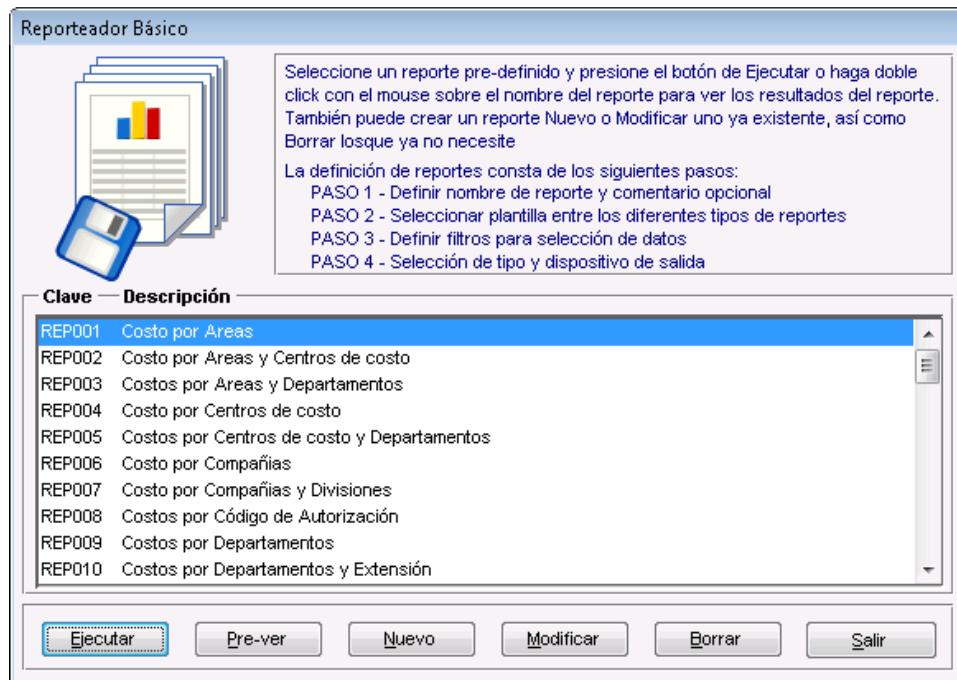 Reporteador Básico
Seleccione un reporte pre-definido y presione el botón de Ejecutar o haga doble
click con el mouse sobre el nombre del reporte para ver los resultados del reporte.
También puede crear un reporte Nuevo o Modificar uno ya existente, así como
Borrar losque ya no necesite
La definición de reportes consta de los siguientes pasos:
PASO 1 - Definir nombre de reporte y comentario opcional
PASO 2 - Seleccionar plantilla entre los diferentes tipos de reportes
PASO 3 - Definir filtros para selección de datos
PASO 4 - Selección de tipo y dispositivo de salida
Clave Descripción
REP001 Costo por Areas
REP002 Costo por Areas y Centros de costo
REP003 Costos por Areas y Departamentos
REP004 Costo por Centros de costo
REP005 Costos por Centros de costo y Departamentos
REP006 Costo por Compañias
REP007 Costo por Compañias y Divisiones
REP008 Costos por Código de Autorización
REP009 Costos por Departamentos
REP010 Costos por Departamentos y Extensión
Ejecutar Pre-ver Nuevo Modificar Borrar Salir